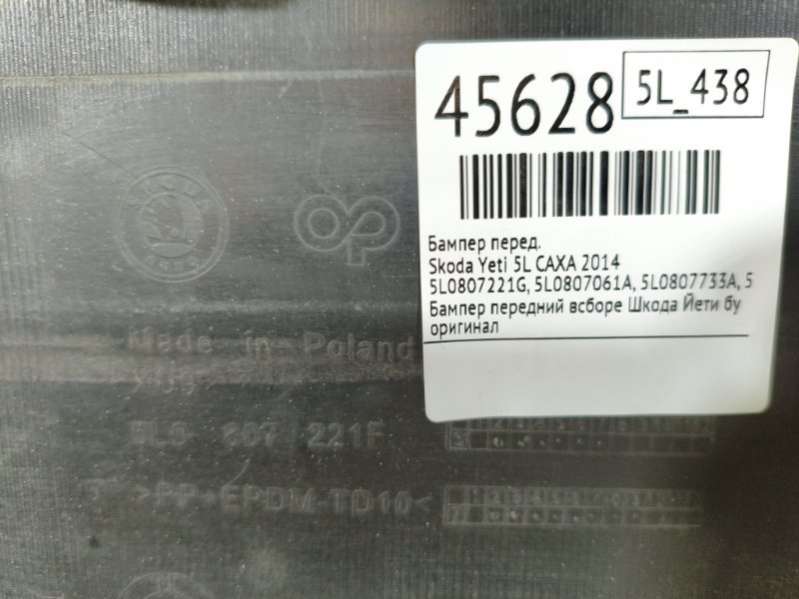 45628
5L_438
Бампер перед.
Skoda Yeti 5L CAXA 2014
5L0807221G, 5L0807061A, 5L0807733A, 5
Бампер передний всборе Шкода Йети бу
оригинал
Made in Poland
5L0 807 221F
>PP+EPDM-TD10<